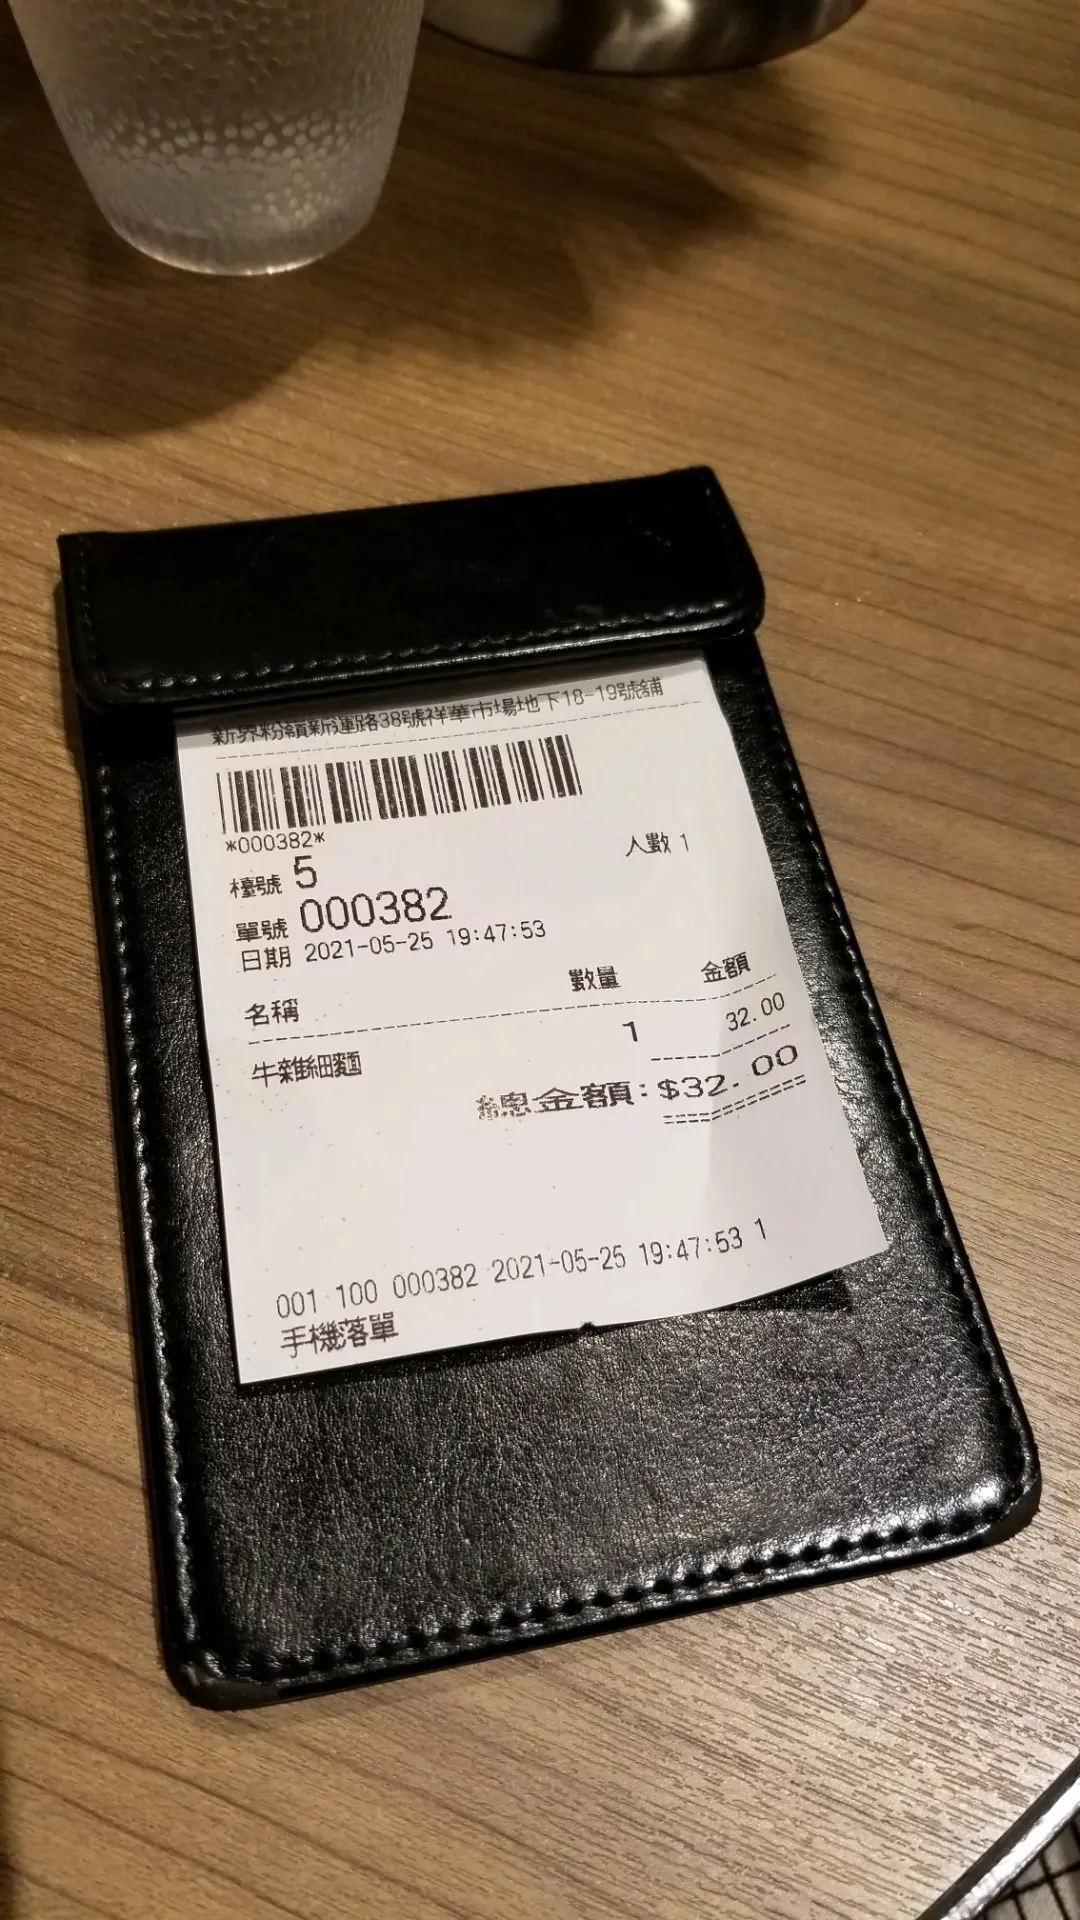 新界粉嶺新運路38號祥華市場地下18-19號舖
*000382*
檯號 5 人數 1
單號 000382
日期 2021-05-25 19:47:53
名稱 數量 金額
牛雜細麵 1 32.00
總金額:$32.00
001 100 000382 2021-05-25 19:47:53 1
手機落單